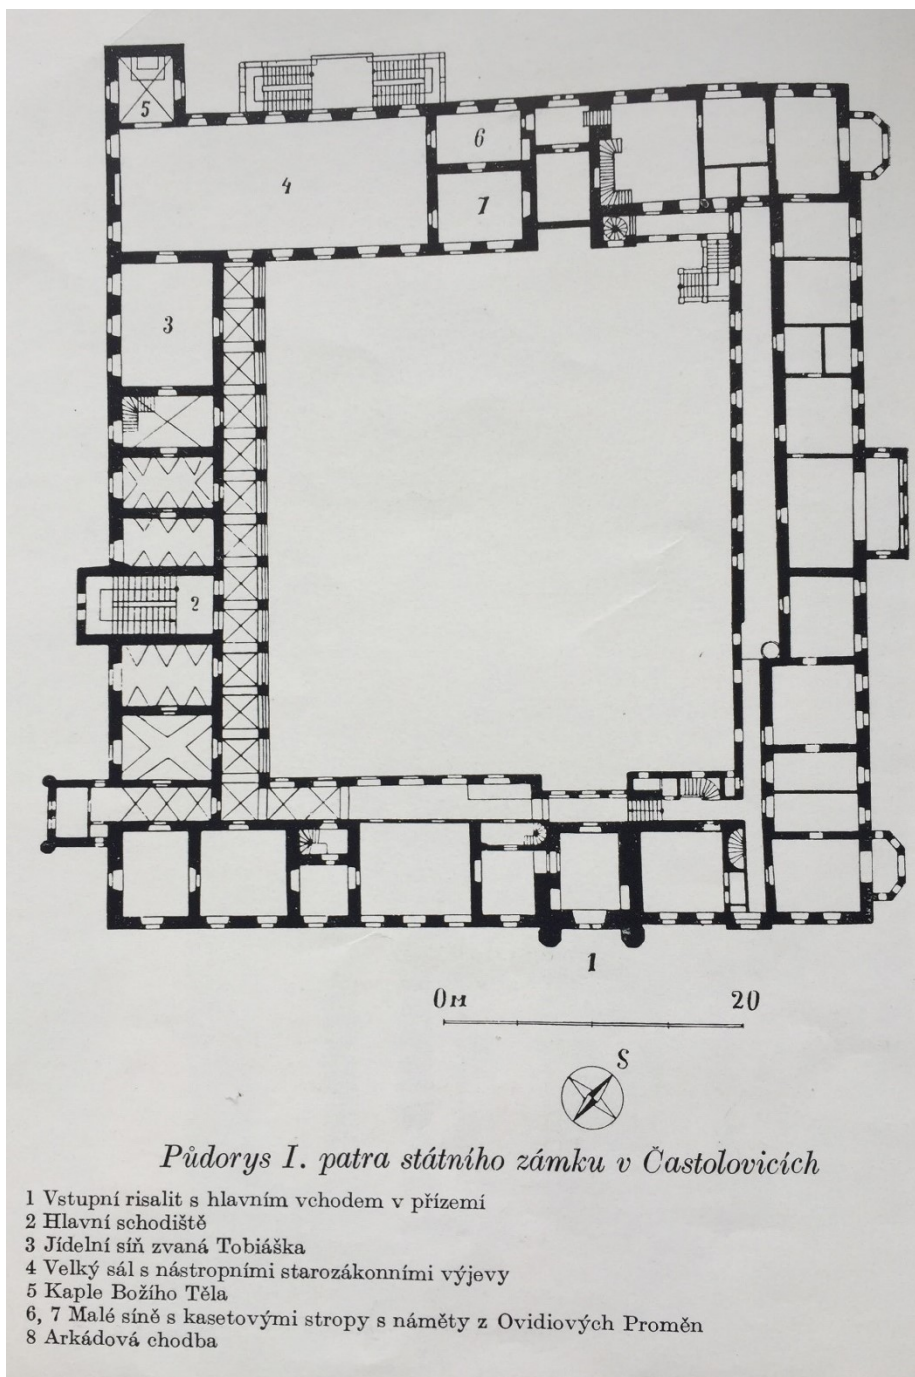 5
4
6
7
3
2
1
0м 20
S
Půdorys I. patra státního zámku v Častolovicích
1 Vstupní risalit s hlavním vchodem v přízemí
2 Hlavní schodiště
3 Jídelní síň zvaná Tobiáška
4 Velký sál s nástropními starozákonními výjevy
5 Kaple Božího Těla
6, 7 Malé síně s kasetovými stropy s náměty z Ovidiových Proměn
8 Arkádová chodba